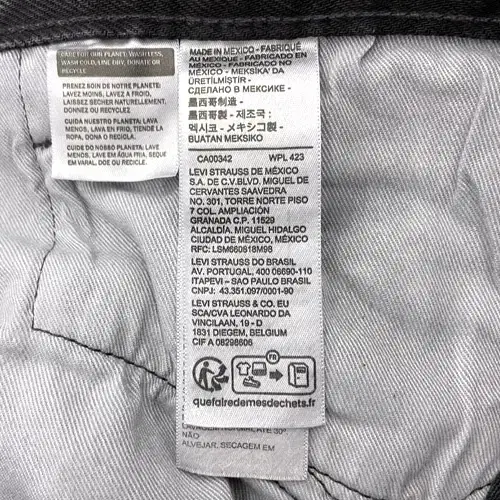 CARE FOR OUR PLANET: WASH LESS,
WASH COLD, LINE DRY, DONATE OR
RECYCLE
PRENEZ SOIN DE NOTRE PLANETE:
LAVEZ MOINS, LAVEZ A FROID,
LAISSEZ SECHER NATURELLEMENT,
DONNEZ OU RECYCLEZ
CUIDA NUESTRO PLANETA: LAVA
MENOS, LAVA EN FRIO, TIENDE LA
ROPA, DONA O RECICLA.
CUIDE DO NOSSO PLANETA: LAVE
MENOS, LAVE EM ÁGUA FRIA, SEQUE
EM VARAL, DOE OU RECICLE.
MADE IN MEXICO - FABRIQUÉ
AU MEXIQUE - FABRICADO EN
MÉXICO - FABRICADO NO
MÉXICO - MEKSIKA' DA
ÜRETİLMİŞTİR -
СДЕЛАНО В МЕКСИКЕ -
墨西哥制造 -
墨西哥製 - 제조국 :
멕시코 - メキシコ製 -
BUATAN MEKSIKO
CA00342 WPL 423
LEVI STRAUSS DE MÉXICO
S.A. DE C.V.BLVD. MIGUEL DE
CERVANTES SAAVEDRA
NO. 301, TORRE NORTE PISO
7 COL. AMPLIACIÓN
GRANADA C.P. 11529
ALCALDÍA. MIGUEL HIDALGO
CIUDAD DE MÉXICO, MÉXICO
RFC: LSM660618M98
LEVI STRAUSS DO BRASIL
AV. PORTUGAL, 400 06690-110
ITAPEVI – SAO PAULO BRASIL
CNPJ: 43.351.097/0001-90
LEVI STRAUSS & CO. EU
SCA/CVA LEONARDO DA
VINCILAAN, 19 - D
1831 DIEGEM, BELGIUM
CIF A 08298606
FR
quefairedemesdechets.fr
30°
NÃO
ALVEJAR, SECAGEM EM